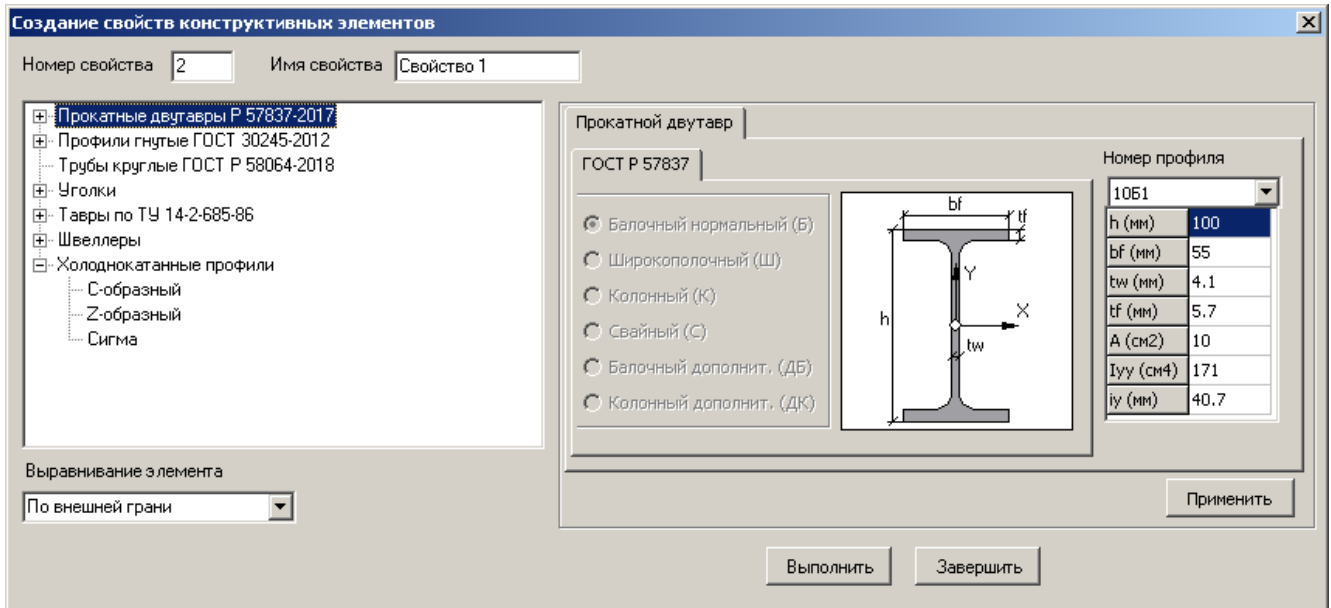 Создание свойств конструктивных элементов
Номер свойства 2 Имя свойства Свойство 1
Прокатные двутавры Р 57837-2017
Профили гнутые ГОСТ 30245-2012
Трубы круглые ГОСТ Р 58064-2018
Уголки
Тавры по ТУ 14-2-685-86
Швеллеры
Холоднокатанные профили
С-образный
Z-образный
Сигма
Выравнивание элемента
По внешней грани
Прокатной двутавр
ГОСТ Р 57837
Балочный нормальный (Б)
Широкополочный (Ш)
Колонный (К)
Свайный (С)
Балочный дополнит. (ДБ)
Колонный дополнит. (ДК)
bf
tf
Y
X
h
tw
Номер профиля
10Б1
h (мм) 100
bf (мм) 55
tw (мм) 4.1
tf (мм) 5.7
A (см2) 10
Iyy (см4) 171
iy (мм) 40.7
Применить
Выполнить Завершить